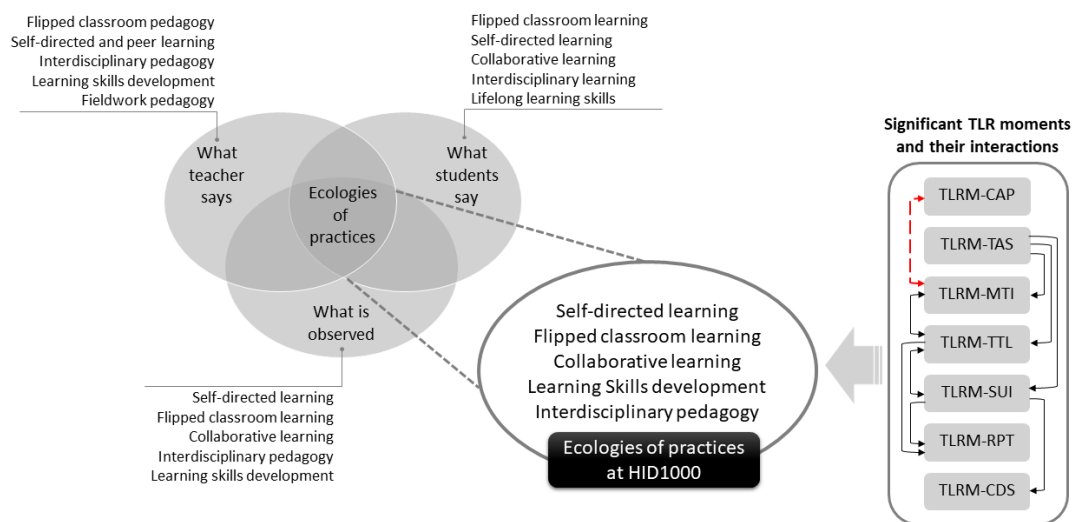 Flipped classroom pedagogy
Self-directed and peer learning
Interdisciplinary pedagogy
Learning skills development
Fieldwork pedagogy
Flipped classroom learning
Self-directed learning
Collaborative learning
Interdisciplinary learning
Lifelong learning skills
What
teacher
says
What
students
say
Ecologies
of
practices
What is
observed
Self-directed learning
Flipped classroom learning
Collaborative learning
Interdisciplinary pedagogy
Learning skills development
Self-directed learning
Flipped classroom learning
Collaborative learning
Learning Skills development
Interdisciplinary pedagogy
Ecologies of practices
at HID1000
Significant TLR moments
and their interactions
TLRM-CAP
TLRM-TAS
TLRM-MTI
TLRM-TTL
TLRM-SUI
TLRM-RPT
TLRM-CDS